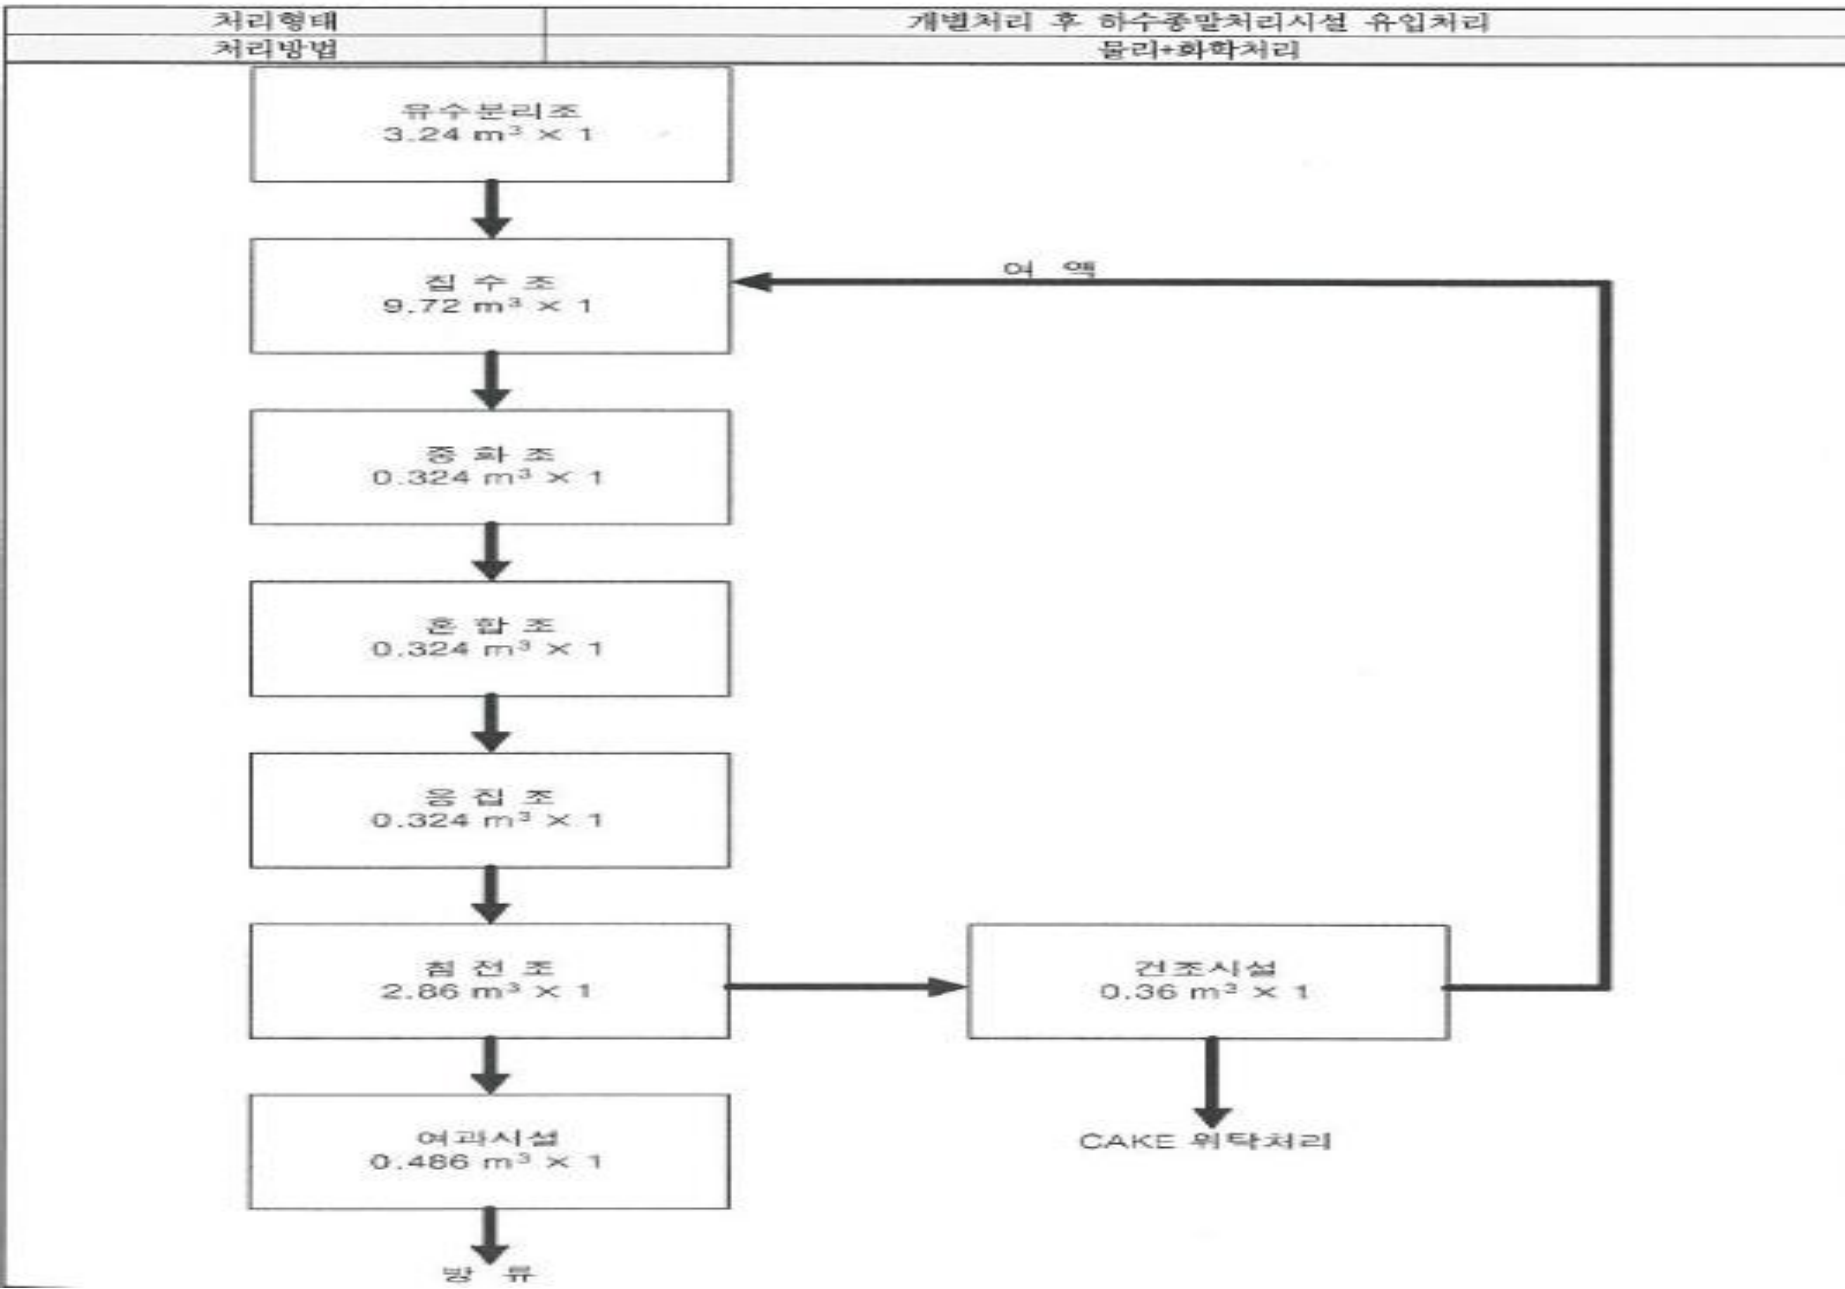 처리형태
개별처리 후 하수종말처리시설 유입처리
처리방법
물리+화학처리
유수분리조
3.24 m³ × 1
집 수 조
9.72 m³ × 1
여 액
중 화 조
0.324 m³ × 1
혼 합 조
0.324 m³ × 1
응 집 조
0.324 m³ × 1
침 전 조
2.86 m³ × 1
건조시설
0.36 m³ × 1
여과시설
0.486 m³ × 1
CAKE 위탁처리
방 류